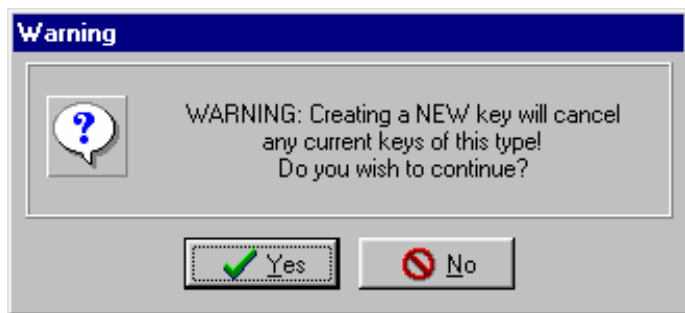 Warning
WARNING: Creating a NEW key will cancel
any current keys of this type!
Do you wish to continue?
Yes
No